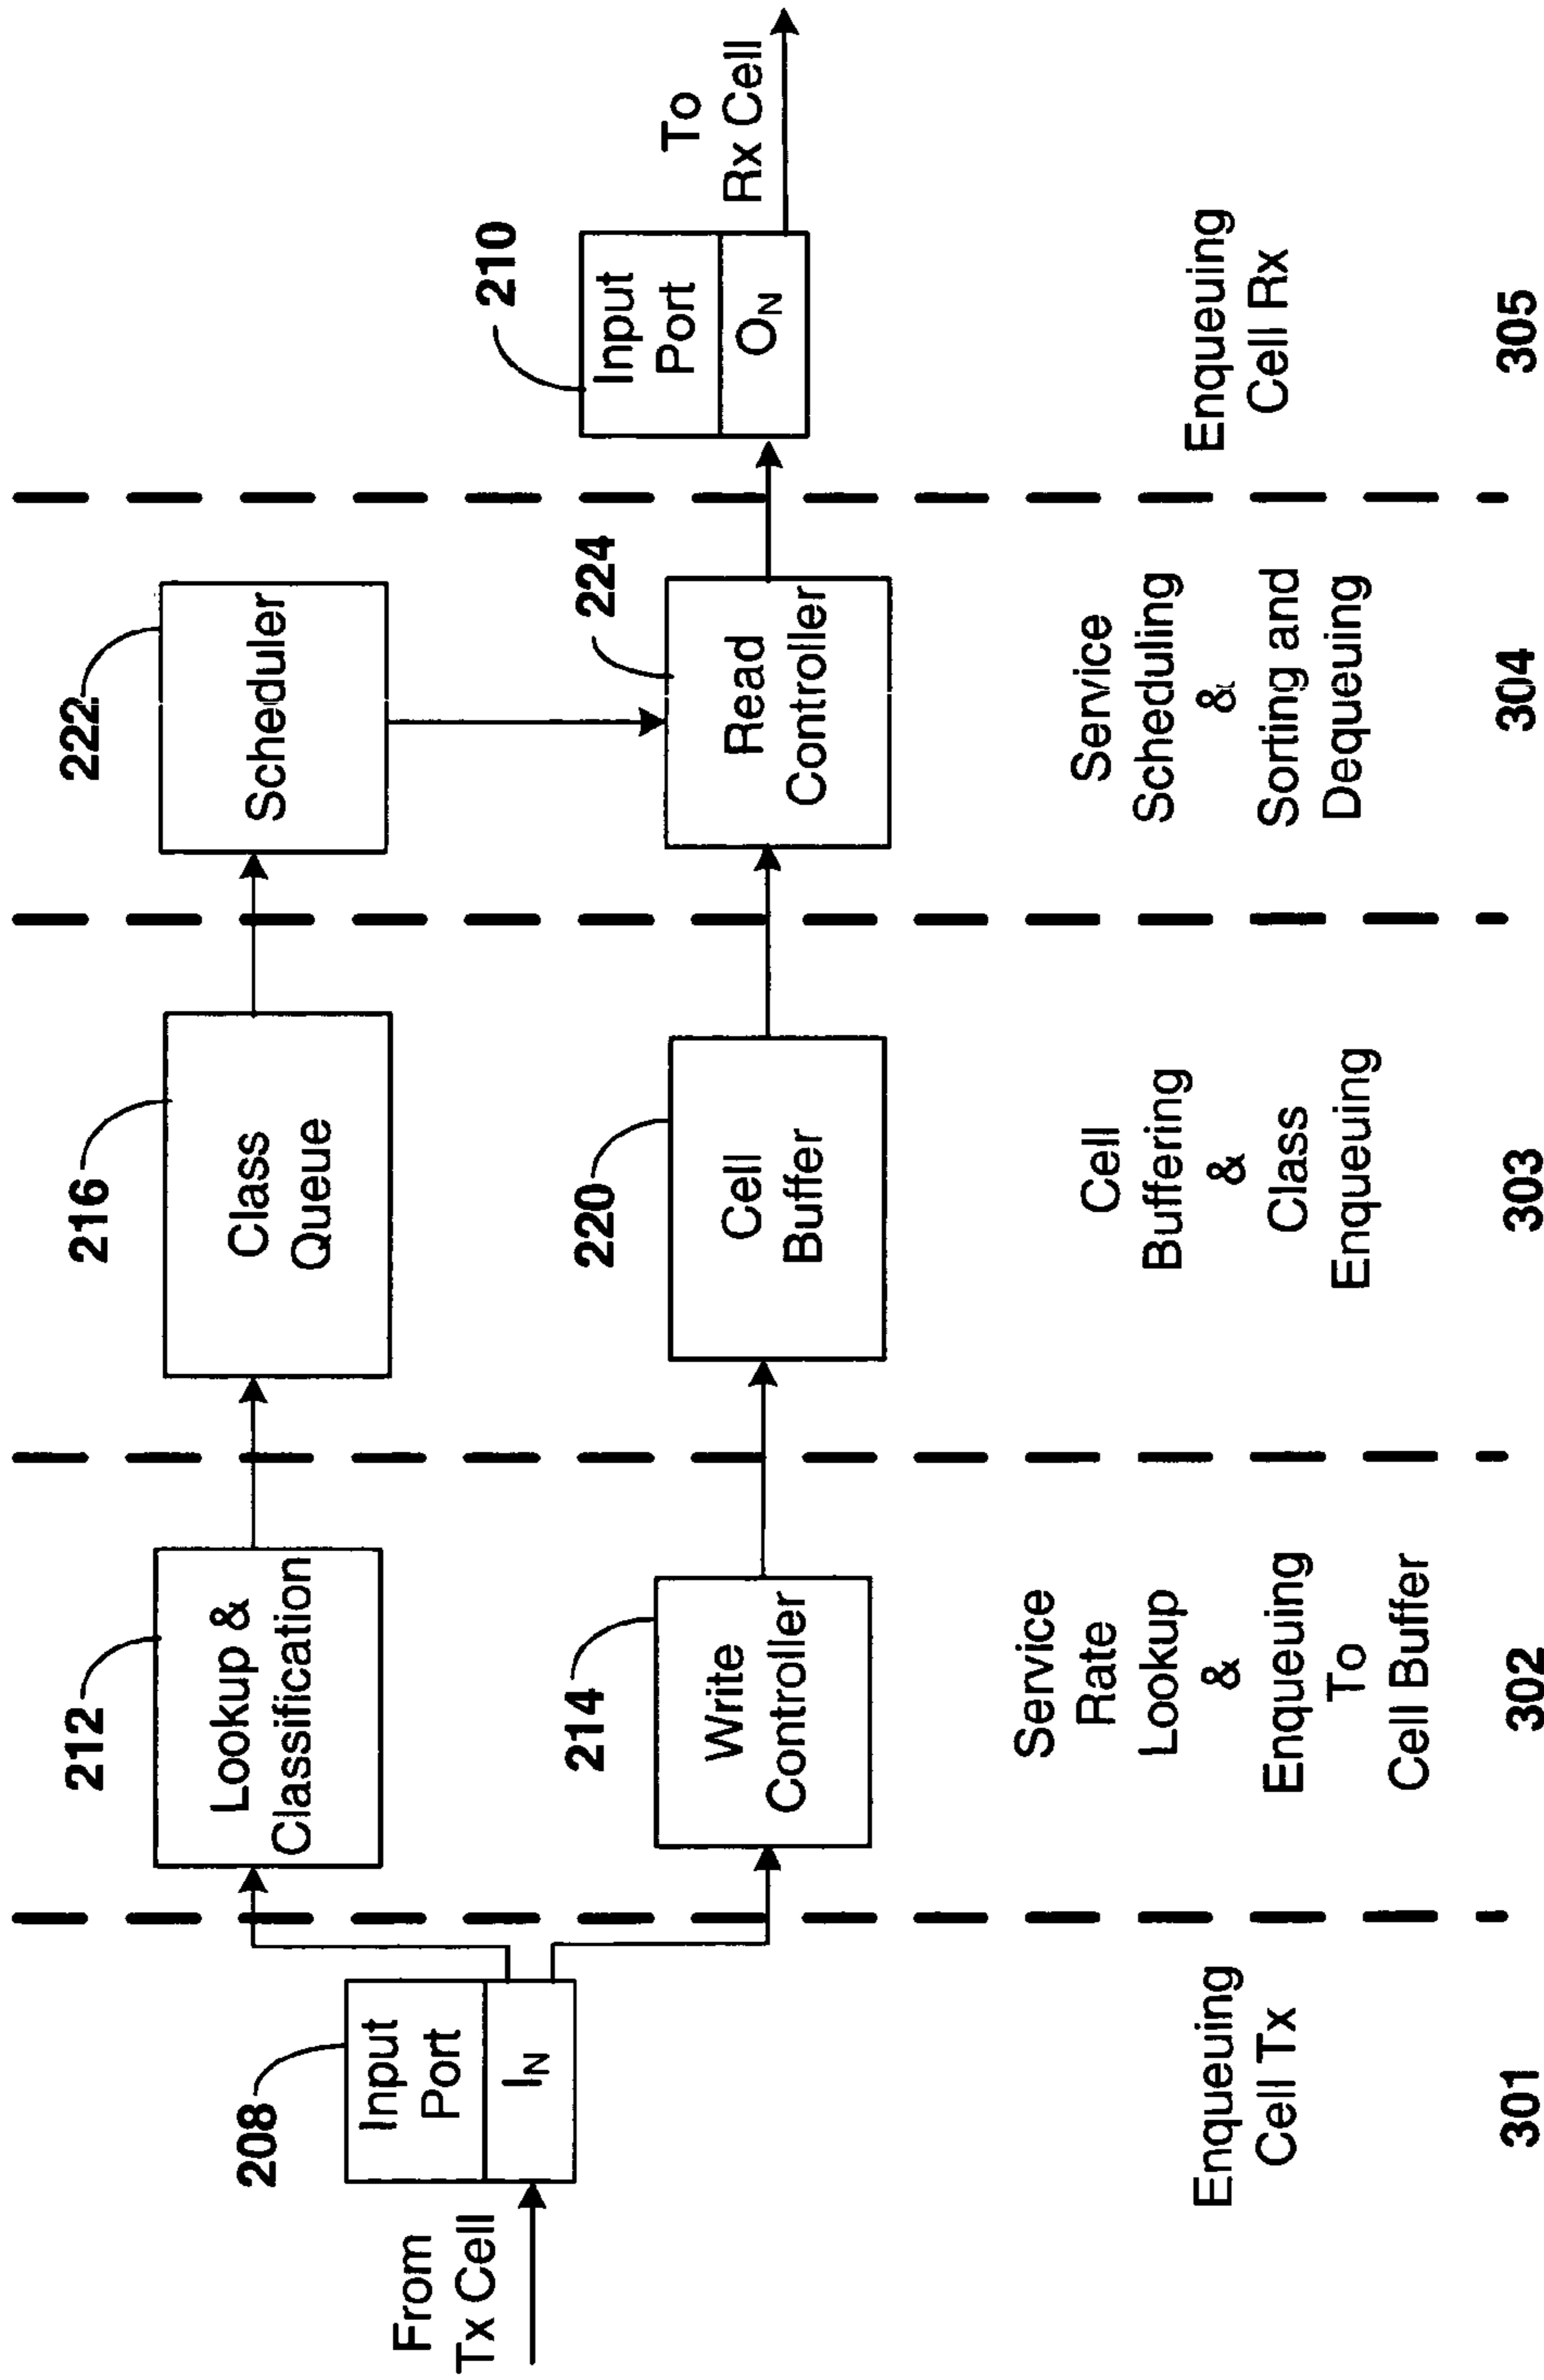 From
Tx Cell
208
Input
Port
IN
Enqueuing
Cell Tx
301
212
Lookup &
Classification
214
Write
Controller
Service
Rate
Lookup
&
Enqueuing
To
Cell Buffer
302
216
Class
Queue
220
Cell
Buffer
Cell
Buffering
&
Class
Enqueuing
303
222
Scheduler
224
Read
Controller
Service
Scheduling
&
Sorting and
Dequeuing
304
210
Input
Port
ON
To
Rx Cell
Enqueuing
Cell Rx
305